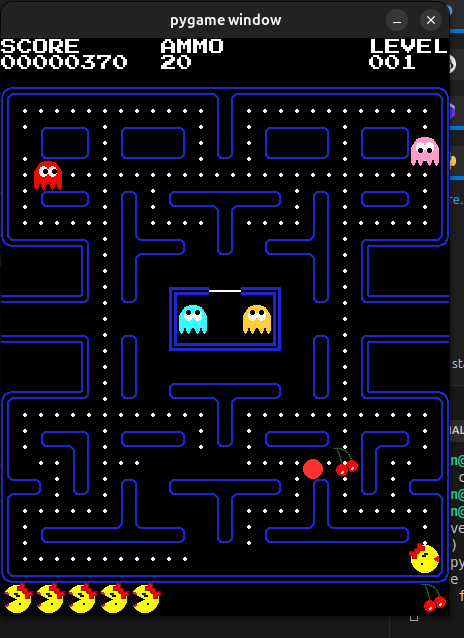 pygame window
SCORE AMMO LEVEL
00000370 20 001